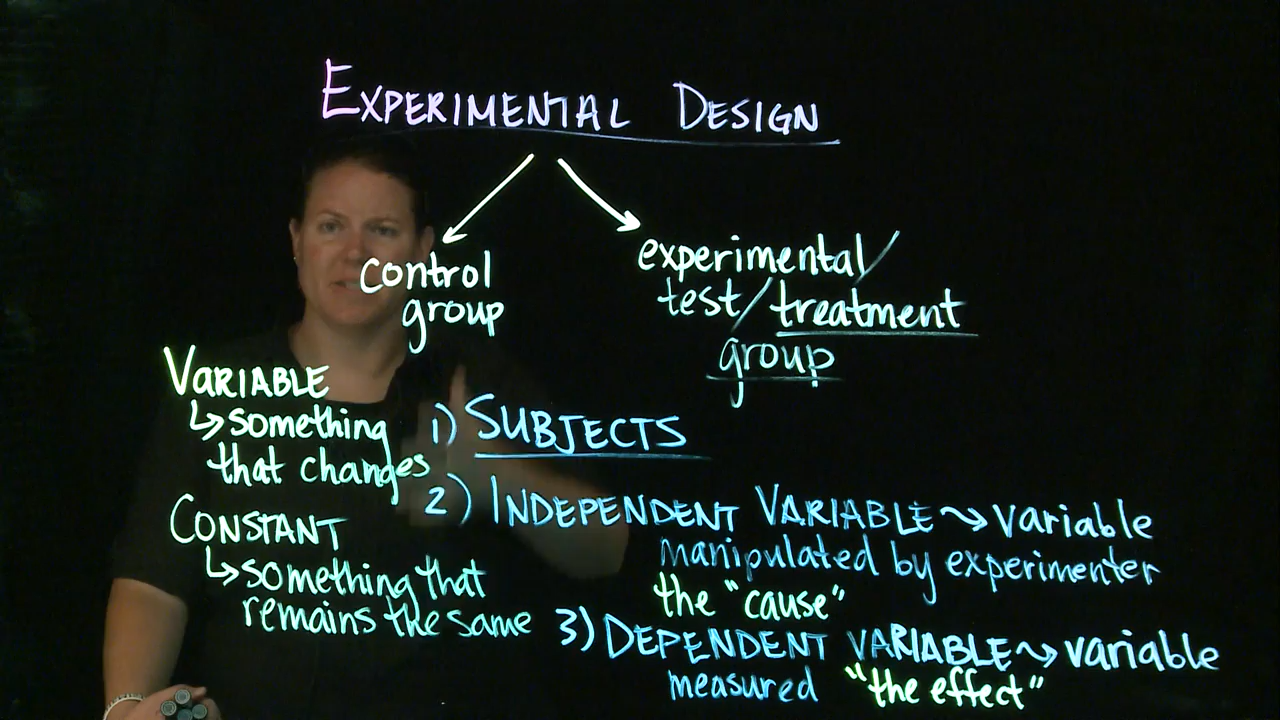 EXPERIMENTAL DESIGN
control
group
experimental/
test/treatment
group
VARIABLE
↳something
that changes
CONSTANT
↳something that
remains the same
1) SUBJECTS
2) INDEPENDENT VARIABLE⤳variable
manipulated by experimenter
the "cause"
3) DEPENDENT VARIABLE⤳variable
measured "the effect"